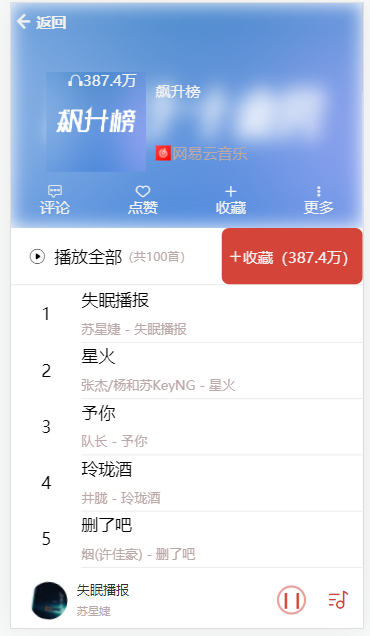 返回
387.4万
飙升榜
飙升榜
网易云音乐
评论 点赞 收藏 更多
播放全部 (共100首) +收藏 (387.4万)
1 失眠播报
苏星婕 - 失眠播报
2 星火
张杰/杨和苏KeyNG - 星火
3 予你
队长 - 予你
4 玲珑酒
井胧 - 玲珑酒
5 删了吧
烟(许佳豪) - 删了吧
失眠播报
苏星婕